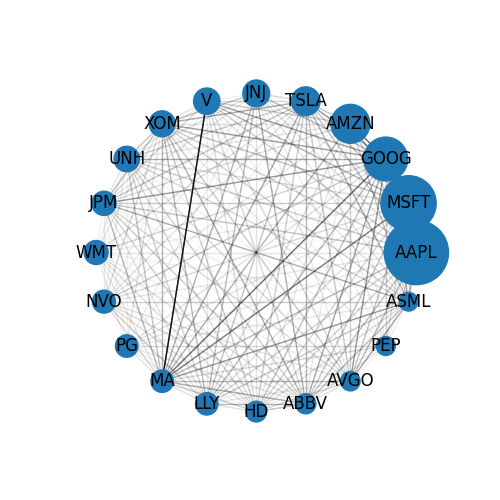 JNJ
V
TSLA
XOM
AMZN
UNH
GOOG
JPM
MSFT
WMT
AAPL
NVO
ASML
PG
PEP
MA
AVGO
LLY
ABBV
HD